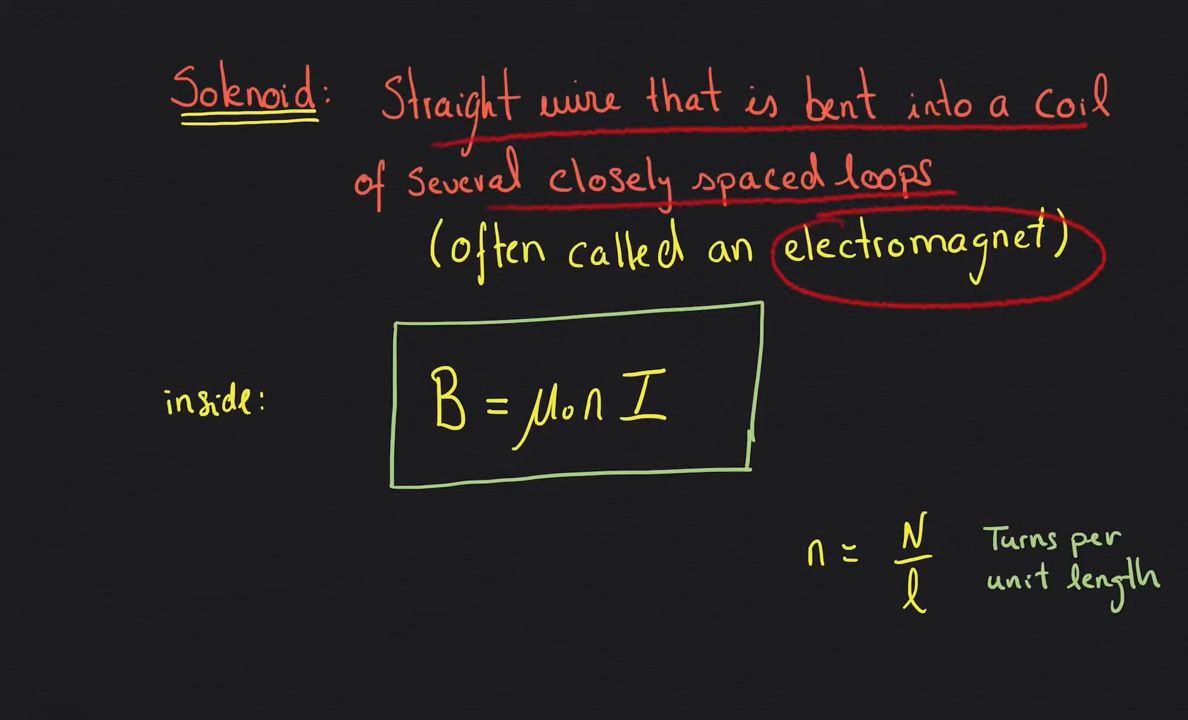 Solenoid: Straight wire that is bent into a coil
of several closely spaced loops
(often called an electromagnet)
inside: B = μ₀ n I
n = N/l Turns per
unit length